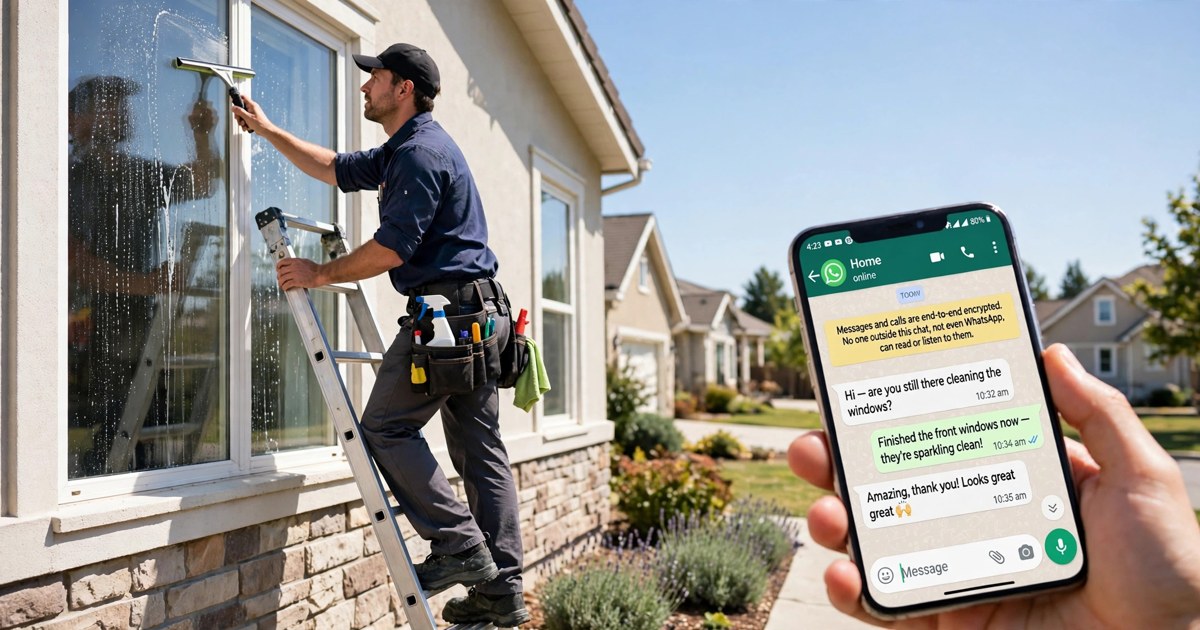 4:23
80%
Home
online
TODAY
Messages and calls are end-to-end encrypted.
No one outside this chat, not even WhatsApp,
can read or listen to them.
Hi — are you still there cleaning the
windows?
10:32 am
Finished the front windows now —
they're sparkling clean!
10:34 am
Amazing, thank you! Looks great
great 🙌
10:35 am
Message